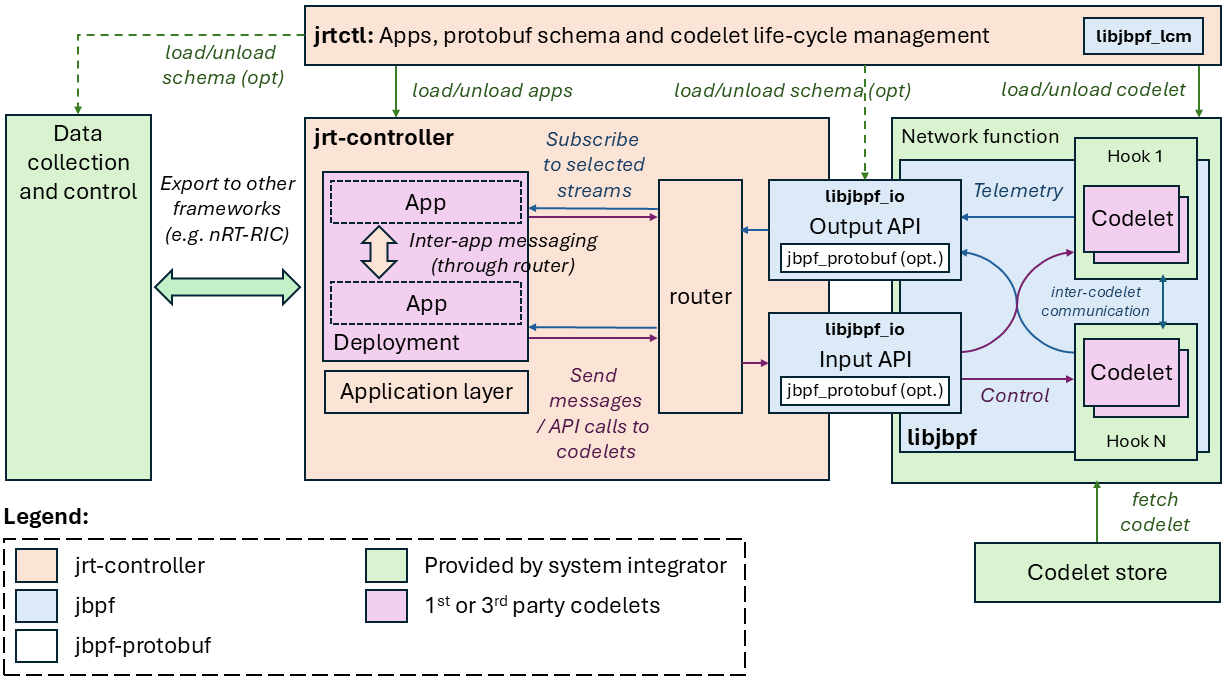 jrtctl: Apps, protobuf schema and codelet life-cycle management
libjbpf_lcm
load/unload
schema (opt)
load/unload apps
load/unload schema (opt)
load/unload codelet
Data
collection
and control
Export to other
frameworks
(e.g. nRT-RIC)
jrt-controller
Subscribe
to selected
streams
App
Inter-app messaging
(through router)
App
Deployment
Application layer
Send
messages
/ API calls to
codelets
router
libjbpf_io
Output API
jbpf_protobuf (opt.)
libjbpf_io
Input API
jbpf_protobuf (opt.)
Network function
Hook 1
Telemetry
Codelet
inter-codelet
communication
Codelet
Control
libjbpf
Hook N
fetch
codelet
Codelet store
Legend:
jrt-controller
jbpf
jbpf-protobuf
Provided by system integrator
1st or 3rd party codelets